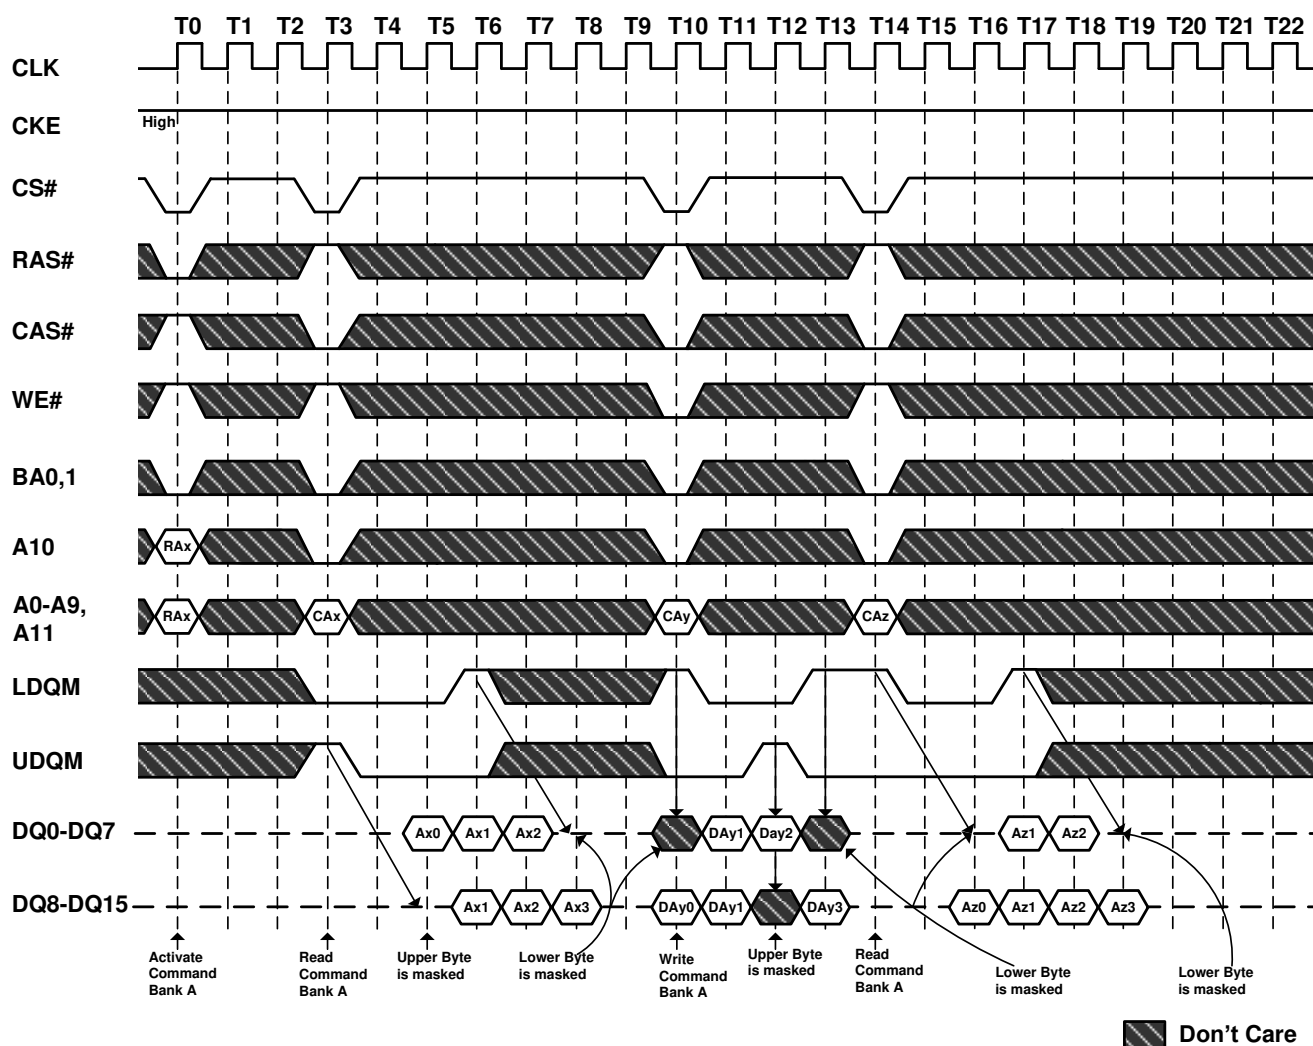 T0 T1 T2 T3 T4 T5 T6 T7 T8 T9 T10 T11 T12 T13 T14 T15 T16 T17 T18 T19 T20 T21 T22
CLK
CKE
High
CS#
RAS#
CAS#
WE#
BA0,1
A10
RAx
A0-A9,
A11
RAx CAx CAy CAz
LDQM
UDQM
DQ0-DQ7
Ax0 Ax1 Ax2 DAy1 Day2 Az1 Az2
DQ8-DQ15
Ax1 Ax2 Ax3 DAy0 DAy1 DAy3 Az0 Az1 Az2 Az3
Activate
Command
Bank A
Read
Command
Bank A
Upper Byte
is masked
Lower Byte
is masked
Write
Command
Bank A
Upper Byte
is masked
Read
Command
Bank A
Lower Byte
is masked
Lower Byte
is masked
Don't Care